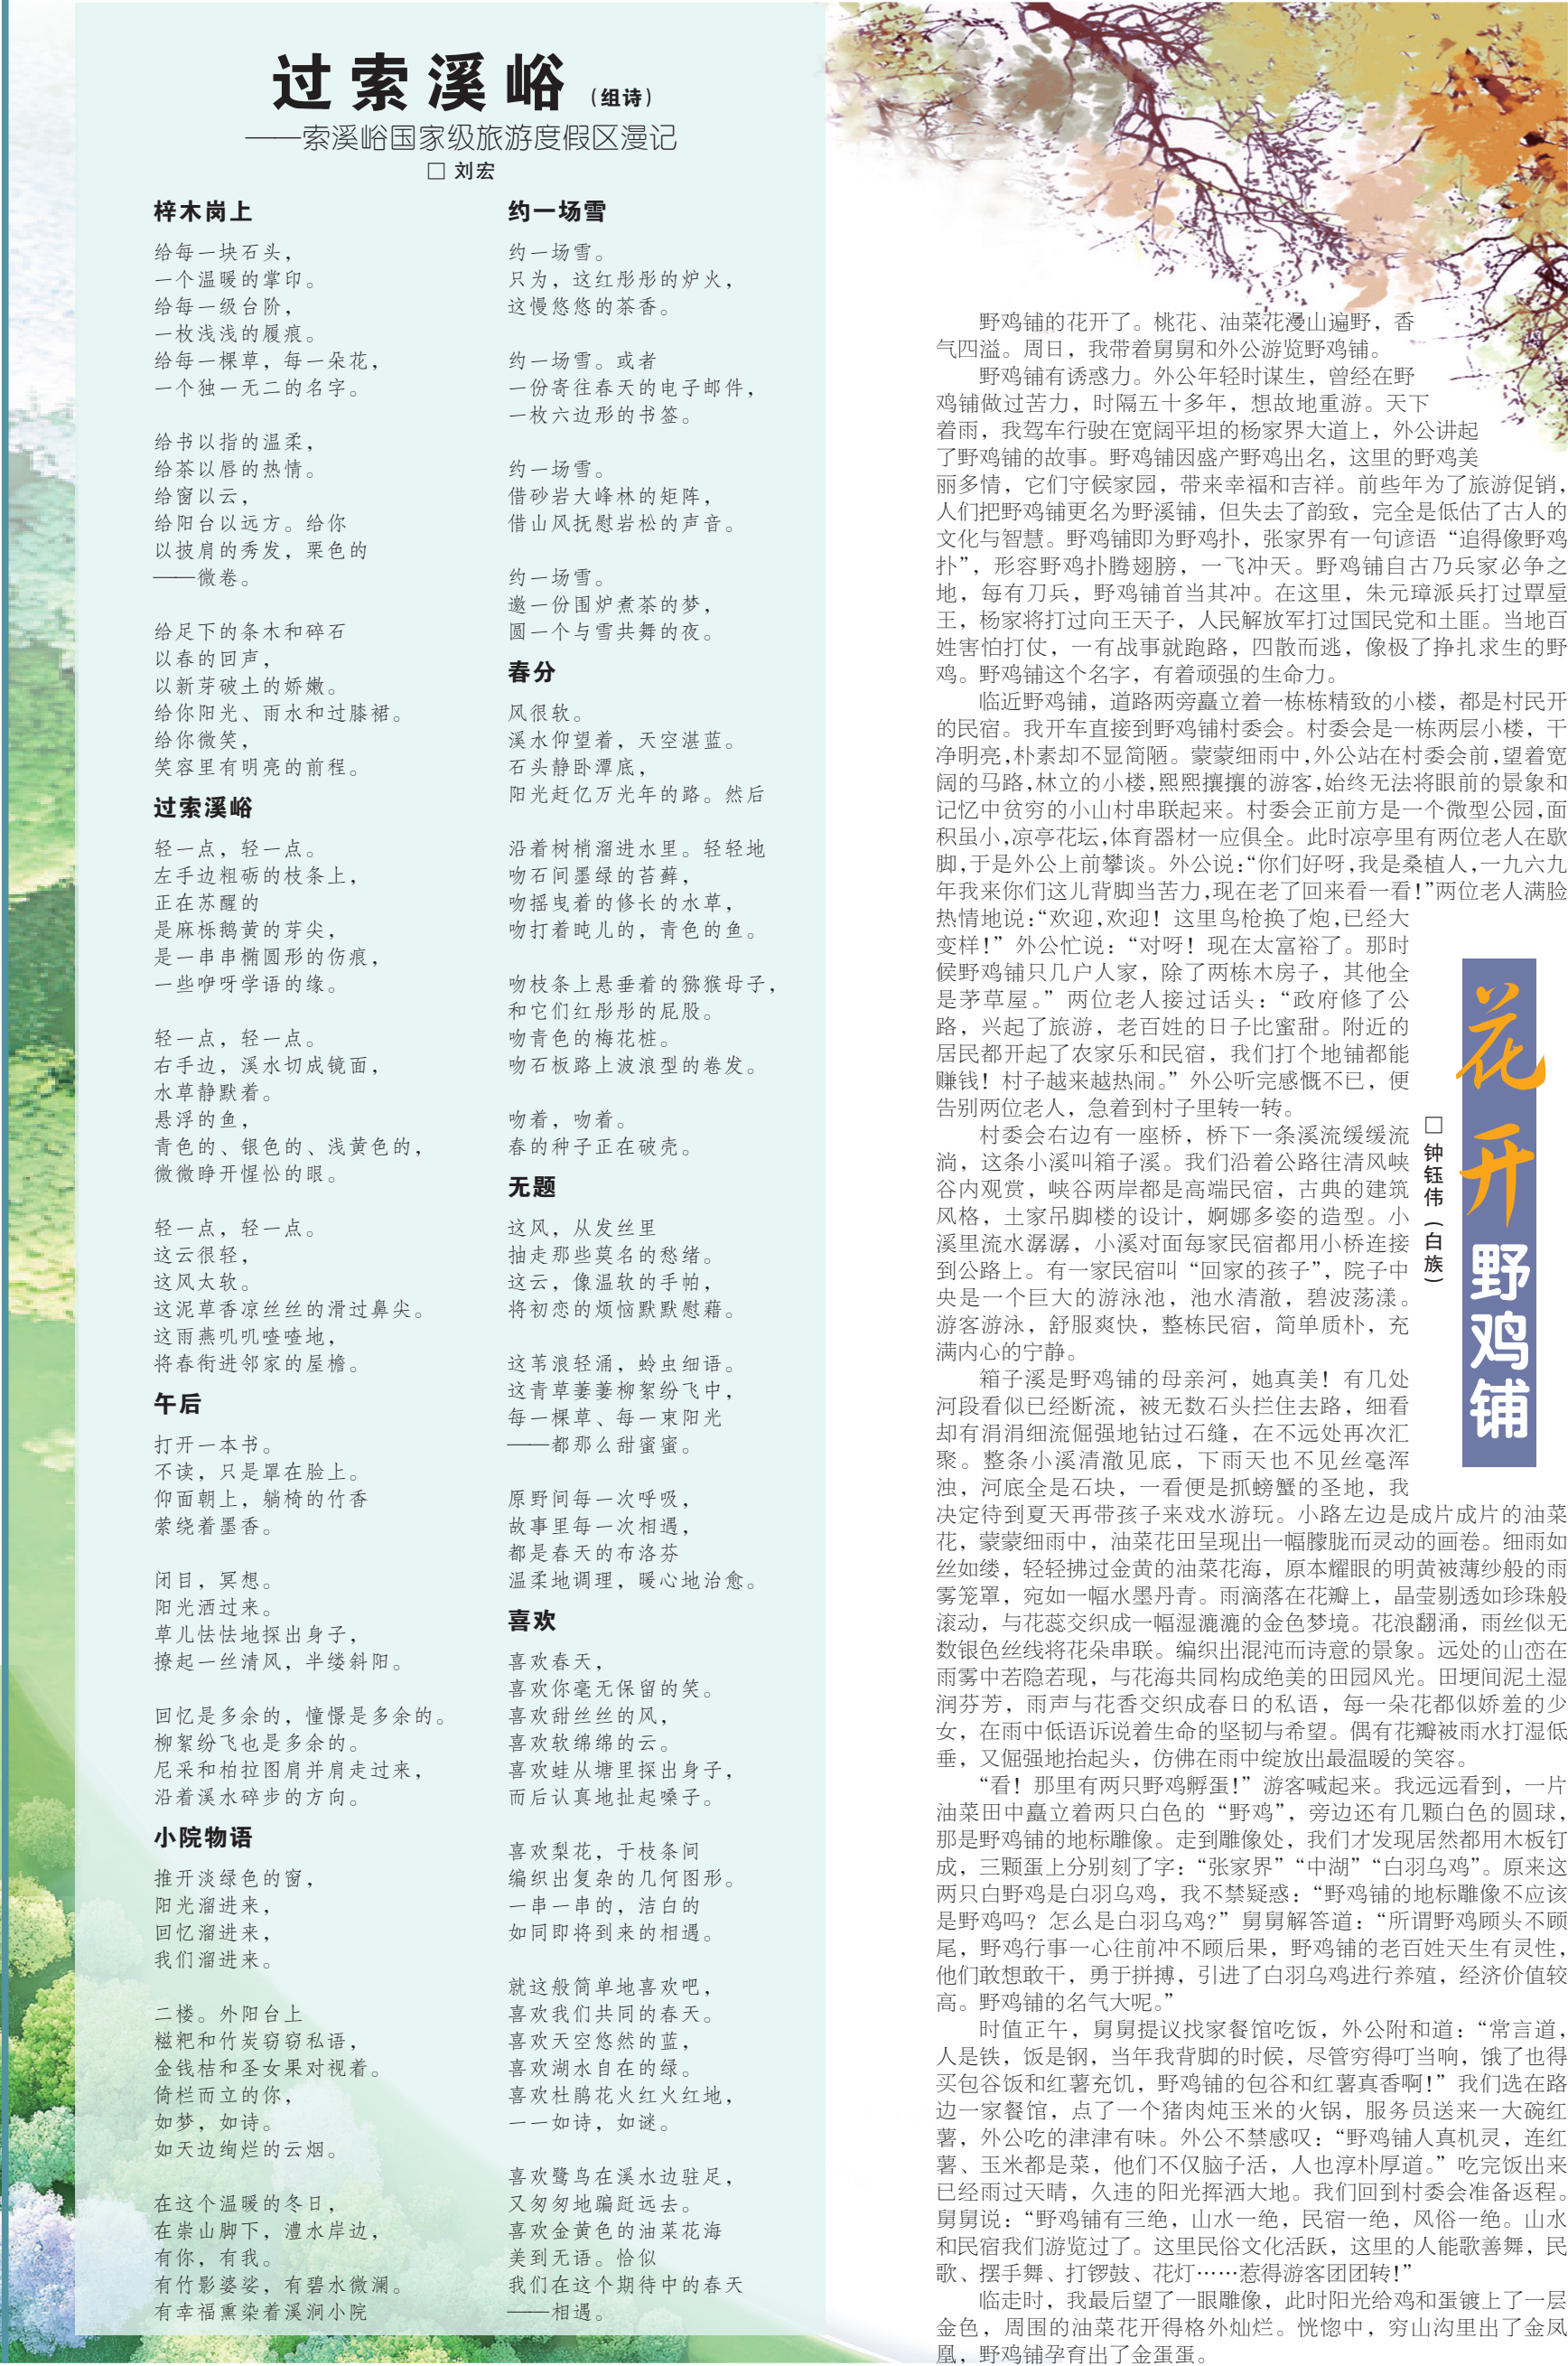 过索溪峪（组诗）
——索溪峪国家级旅游度假区漫记
□ 刘宏
梓木岗上
给每一块石头，
一个温暖的掌印。
给每一级台阶，
一枚浅浅的履痕。
给每一棵草，每一朵花，
一个独一无二的名字。
给书以指的温柔，
给茶以唇的热情。
给窗以云，
给阳台以远方。给你
以披肩的秀发，栗色的
——微卷。
给足下的条木和碎石
以春的回声，
以新芽破土的娇嫩。
给你阳光、雨水和过膝裙。
给你微笑，
笑容里有明亮的前程。
过索溪峪
轻一点，轻一点。
左手边粗砺的枝条上，
正在苏醒的
是麻栎鹅黄的芽尖，
是一串串椭圆形的伤痕，
一些咿呀学语的缘。
轻一点，轻一点。
右手边，溪水切成镜面，
水草静默着。
悬浮的鱼，
青色的、银色的、浅黄色的，
微微睁开惺忪的眼。
轻一点，轻一点。
这云很轻，
这风太软。
这泥草香凉丝丝的滑过鼻尖。
这雨燕叽叽喳喳地，
将春衔进邻家的屋檐。
午后
打开一本书。
不读，只是罩在脸上。
仰面朝上，躺椅的竹香
萦绕着墨香。
闭目，冥想。
阳光洒过来。
草儿怯怯地探出身子，
撩起一丝清风，半缕斜阳。
回忆是多余的，憧憬是多余的。
柳絮纷飞也是多余的。
尼采和柏拉图肩并肩走过来，
沿着溪水碎步的方向。
小院物语
推开淡绿色的窗，
阳光溜进来，
回忆溜进来，
我们溜进来。
二楼。外阳台上
糍粑和竹炭窃窃私语，
金钱桔和圣女果对视着。
倚栏而立的你，
如梦，如诗。
如天边绚烂的云烟。
在这个温暖的冬日，
在崇山脚下，澧水岸边，
有你，有我。
有竹影婆娑，有碧水微澜。
有幸福熏染着溪涧小院
约一场雪
约一场雪。
只为，这红彤彤的炉火，
这慢悠悠的茶香。
约一场雪。或者
一份寄往春天的电子邮件，
一枚六边形的书签。
约一场雪。
借砂岩大峰林的矩阵，
借山风抚慰岩松的声音。
约一场雪。
邀一份围炉煮茶的梦，
圆一个与雪共舞的夜。
春分
风很软。
溪水仰望着，天空湛蓝。
石头静卧潭底，
阳光赶亿万光年的路。然后
沿着树梢溜进水里。轻轻地
吻石间墨绿的苔藓，
吻摇曳着的修长的水草，
吻打着盹儿的，青色的鱼。
吻枝条上悬垂着的猕猴母子，
和它们红彤彤的屁股。
吻青色的梅花桩。
吻石板路上波浪型的卷发。
吻着，吻着。
春的种子正在破壳。
无题
这风，从发丝里
抽走那些莫名的愁绪。
这云，像温软的手帕，
将初恋的烦恼默默慰藉。
这苇浪轻涌，蛉虫细语。
这青草萋萋柳絮纷飞中，
每一棵草、每一束阳光
——都那么甜蜜蜜。
原野间每一次呼吸，
故事里每一次相遇，
都是春天的布洛芬
温柔地调理，暖心地治愈。
喜欢
喜欢春天，
喜欢你毫无保留的笑。
喜欢甜丝丝的风，
喜欢软绵绵的云。
喜欢蛙从塘里探出身子，
而后认真地扯起嗓子。
喜欢梨花，于枝条间
编织出复杂的几何图形。
一串一串的，洁白的
如同即将到来的相遇。
就这般简单地喜欢吧，
喜欢我们共同的春天。
喜欢天空悠然的蓝，
喜欢湖水自在的绿。
喜欢杜鹃花火红火红地，
一一如诗，如谜。
喜欢鹭鸟在溪水边驻足，
又匆匆地蹁跹远去。
喜欢金黄色的油菜花海
美到无语。恰似
我们在这个期待中的春天
——相遇。
花开野鸡铺
□ 钟钰伟（白族）
野鸡铺的花开了。桃花、油菜花漫山遍野，香
气四溢。周日，我带着舅舅和外公游览野鸡铺。
野鸡铺有诱惑力。外公年轻时谋生，曾经在野
鸡铺做过苦力，时隔五十多年，想故地重游。天下
着雨，我驾车行驶在宽阔平坦的杨家界大道上，外公讲起
了野鸡铺的故事。野鸡铺因盛产野鸡出名，这里的野鸡美
丽多情，它们守候家园，带来幸福和吉祥。前些年为了旅游促销，
人们把野鸡铺更名为野溪铺，但失去了韵致，完全是低估了古人的
文化与智慧。野鸡铺即为野鸡扑，张家界有一句谚语“追得像野鸡
扑”，形容野鸡扑腾翅膀，一飞冲天。野鸡铺自古乃兵家必争之
地，每有刀兵，野鸡铺首当其冲。在这里，朱元璋派兵打过覃垕
王，杨家将打过向王天子，人民解放军打过国民党和土匪。当地百
姓害怕打仗，一有战事就跑路，四散而逃，像极了挣扎求生的野
鸡。野鸡铺这个名字，有着顽强的生命力。
临近野鸡铺，道路两旁矗立着一栋栋精致的小楼，都是村民开
的民宿。我开车直接到野鸡铺村委会。村委会是一栋两层小楼，干
净明亮，朴素却不显简陋。蒙蒙细雨中，外公站在村委会前，望着宽
阔的马路，林立的小楼，熙熙攘攘的游客，始终无法将眼前的景象和
记忆中贫穷的小山村串联起来。村委会正前方是一个微型公园，面
积虽小，凉亭花坛，体育器材一应俱全。此时凉亭里有两位老人在歇
脚，于是外公上前攀谈。外公说：“你们好呀，我是桑植人，一九六九
年我来你们这儿背脚当苦力，现在老了回来看一看！”两位老人满脸
热情地说：“欢迎，欢迎！这里鸟枪换了炮，已经大
变样！”外公忙说：“对呀！现在太富裕了。那时
候野鸡铺只几户人家，除了两栋木房子，其他全
是茅草屋。”两位老人接过话头：“政府修了公
路，兴起了旅游，老百姓的日子比蜜甜。附近的
居民都开起了农家乐和民宿，我们打个地铺都能
赚钱！村子越来越热闹。”外公听完感慨不已，便
告别两位老人，急着到村子里转一转。
村委会右边有一座桥，桥下一条溪流缓缓流
淌，这条小溪叫箱子溪。我们沿着公路往清风峡
谷内观赏，峡谷两岸都是高端民宿，古典的建筑
风格，土家吊脚楼的设计，婀娜多姿的造型。小
溪里流水潺潺，小溪对面每家民宿都用小桥连接
到公路上。有一家民宿叫“回家的孩子”，院子中
央是一个巨大的游泳池，池水清澈，碧波荡漾。
游客游泳，舒服爽快，整栋民宿，简单质朴，充
满内心的宁静。
箱子溪是野鸡铺的母亲河，她真美！有几处
河段看似已经断流，被无数石头拦住去路，细看
却有涓涓细流倔强地钻过石缝，在不远处再次汇
聚。整条小溪清澈见底，下雨天也不见丝毫浑
浊，河底全是石块，一看便是抓螃蟹的圣地，我
决定待到夏天再带孩子来戏水游玩。小路左边是成片成片的油菜
花，蒙蒙细雨中，油菜花田呈现出一幅朦胧而灵动的画卷。细雨如
丝如缕，轻轻拂过金黄的油菜花海，原本耀眼的明黄被薄纱般的雨
雾笼罩，宛如一幅水墨丹青。雨滴落在花瓣上，晶莹剔透如珍珠般
滚动，与花蕊交织成一幅湿漉漉的金色梦境。花浪翻涌，雨丝似无
数银色丝线将花朵串联。编织出混沌而诗意的景象。远处的山峦在
雨雾中若隐若现，与花海共同构成绝美的田园风光。田埂间泥土湿
润芬芳，雨声与花香交织成春日的私语，每一朵花都似娇羞的少
女，在雨中低语诉说着生命的坚韧与希望。偶有花瓣被雨水打湿低
垂，又倔强地抬起头，仿佛在雨中绽放出最温暖的笑容。
“看！那里有两只野鸡孵蛋！”游客喊起来。我远远看到，一片
油菜田中矗立着两只白色的“野鸡”，旁边还有几颗白色的圆球，
那是野鸡铺的地标雕像。走到雕像处，我们才发现居然都用木板钉
成，三颗蛋上分别刻了字：“张家界”“中湖”“白羽乌鸡”。原来这
两只白野鸡是白羽乌鸡，我不禁疑惑：“野鸡铺的地标雕像不应该
是野鸡吗？怎么是白羽乌鸡？”舅舅解答道：“所谓野鸡顾头不顾
尾，野鸡行事一心往前冲不顾后果，野鸡铺的老百姓天生有灵性，
他们敢想敢干，勇于拼搏，引进了白羽乌鸡进行养殖，经济价值较
高。野鸡铺的名气大呢。”
时值正午，舅舅提议找家餐馆吃饭，外公附和道：“常言道，
人是铁，饭是钢，当年我背脚的时候，尽管穷得叮当响，饿了也得
买包谷饭和红薯充饥，野鸡铺的包谷和红薯真香啊！”我们选在路
边一家餐馆，点了一个猪肉炖玉米的火锅，服务员送来一大碗红
薯，外公吃的津津有味。外公不禁感叹：“野鸡铺人真机灵，连红
薯、玉米都是菜，他们不仅脑子活，人也淳朴厚道。”吃完饭出来
已经雨过天晴，久违的阳光挥洒大地。我们回到村委会准备返程。
舅舅说：“野鸡铺有三绝，山水一绝，民宿一绝，风俗一绝。山水
和民宿我们游览过了。这里民俗文化活跃，这里的人能歌善舞，民
歌、摆手舞、打锣鼓、花灯……惹得游客团团转！”
临走时，我最后望了一眼雕像，此时阳光给鸡和蛋镀上了一层
金色，周围的油菜花开得格外灿烂。恍惚中，穷山沟里出了金凤
凰，野鸡铺孕育出了金蛋蛋。